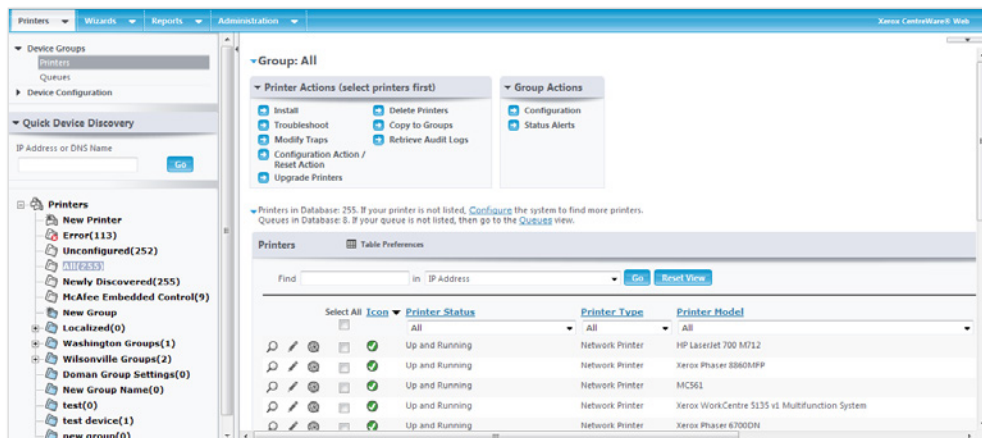 Printers Wizards Reports Administration Xerox CentreWare® Web
Device Groups
Printers
Queues
Device Configuration
Quick Device Discovery
IP Address or DNS Name
Go
Printers
New Printer
Error(113)
Unconfigured(252)
All(255)
Newly Discovered(255)
McAfee Embedded Control(9)
New Group
Localized(0)
Washington Groups(1)
Wilsonville Groups(2)
Doman Group Settings(0)
New Group Name(0)
test(0)
test device(1)
new group(0)
Group: All
Printer Actions (select printers first)
Install
Troubleshoot
Modify Traps
Configuration Action /
Reset Action
Upgrade Printers
Delete Printers
Copy to Groups
Retrieve Audit Logs
Group Actions
Configuration
Status Alerts
Printers in Database: 255. If your printer is not listed, Configure the system to find more printers.
Queues in Database: 8. If your queue is not listed, then go to the Queues view.
Printers Table Preferences
Find in IP Address Go Reset View
Select All Icon Printer Status Printer Type Printer Model
All All All
Up and Running Network Printer HP LaserJet 700 M712
Up and Running Network Printer Xerox Phaser 8860MFP
Up and Running Network Printer MC561
Up and Running Network Printer Xerox WorkCentre 5135 v1 Multifunction System
Up and Running Network Printer Xerox Phaser 6700DN